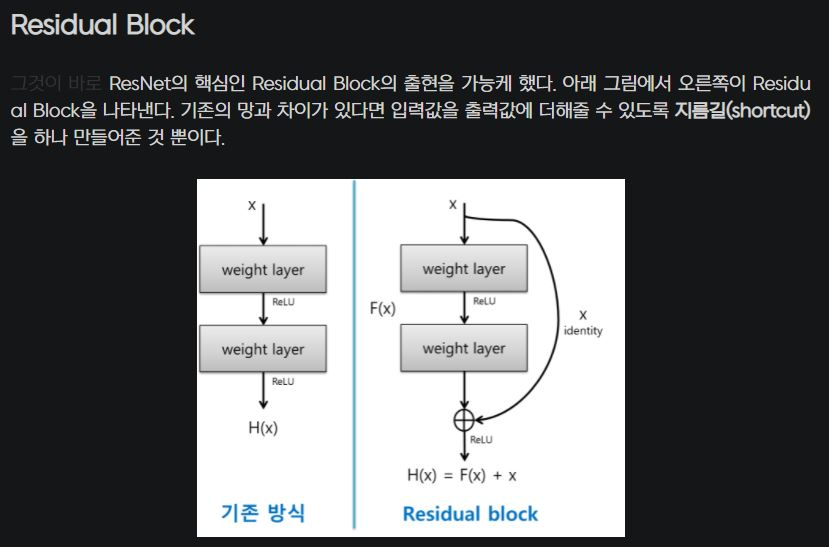 Residual Block
그것이 바로 ResNet의 핵심인 Residual Block의 출현을 가능케 했다. 아래 그림에서 오른쪽이 Residu
al Block을 나타낸다. 기존의 망과 차이가 있다면 입력값을 출력값에 더해줄 수 있도록 지름길(shortcut)
을 하나 만들어준 것 뿐이다.
x
weight layer
ReLU
weight layer
ReLU
H(x)
기존 방식
x
weight layer
F(x)
ReLU
x
identity
weight layer
ReLU
H(x) = F(x) + x
Residual block